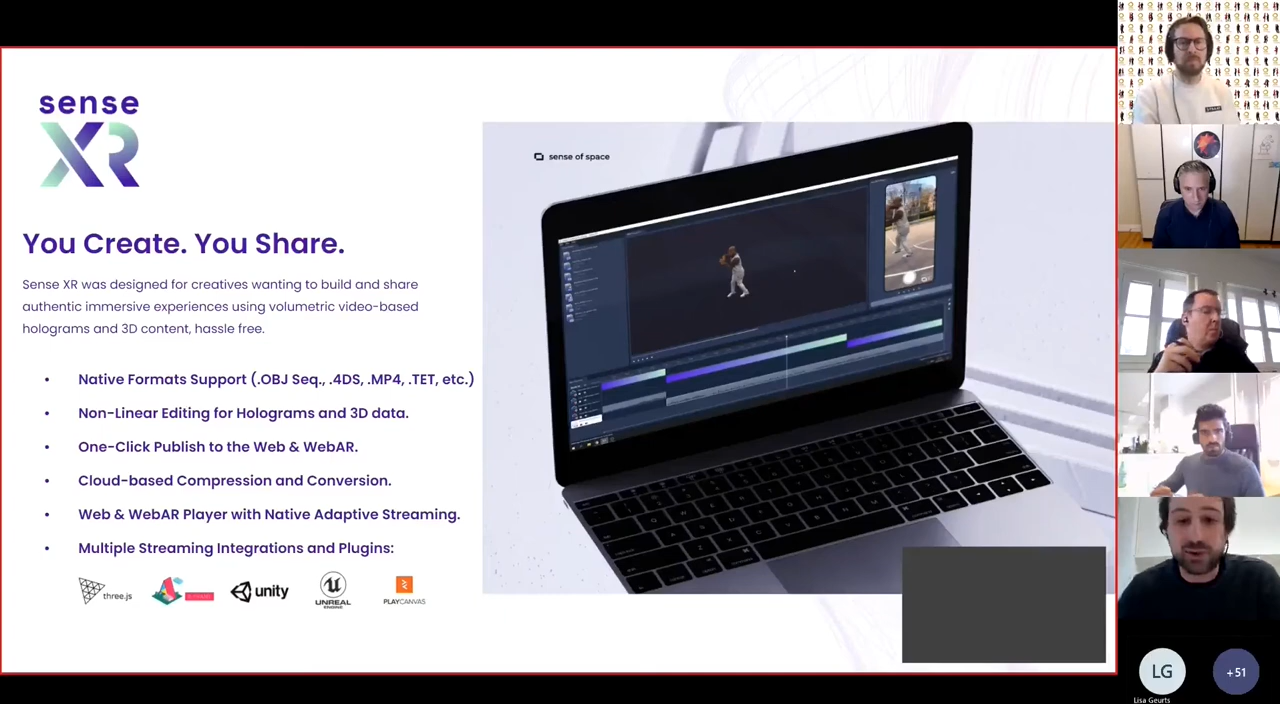 sense
XR
sense of space
You Create. You Share.
Sense XR was designed for creatives wanting to build and share
authentic immersive experiences using volumetric video-based
holograms and 3D content, hassle free.
• Native Formats Support (.OBJ Seq., .4DS, .MP4, .TET, etc.)
• Non-Linear Editing for Holograms and 3D data.
• One-Click Publish to the Web & WebAR.
• Cloud-based Compression and Conversion.
• Web & WebAR Player with Native Adaptive Streaming.
• Multiple Streaming Integrations and Plugins:
three.js
unity
UNREAL
ENGINE
PLAYCANVAS
LG
+51
Lisa Geurts